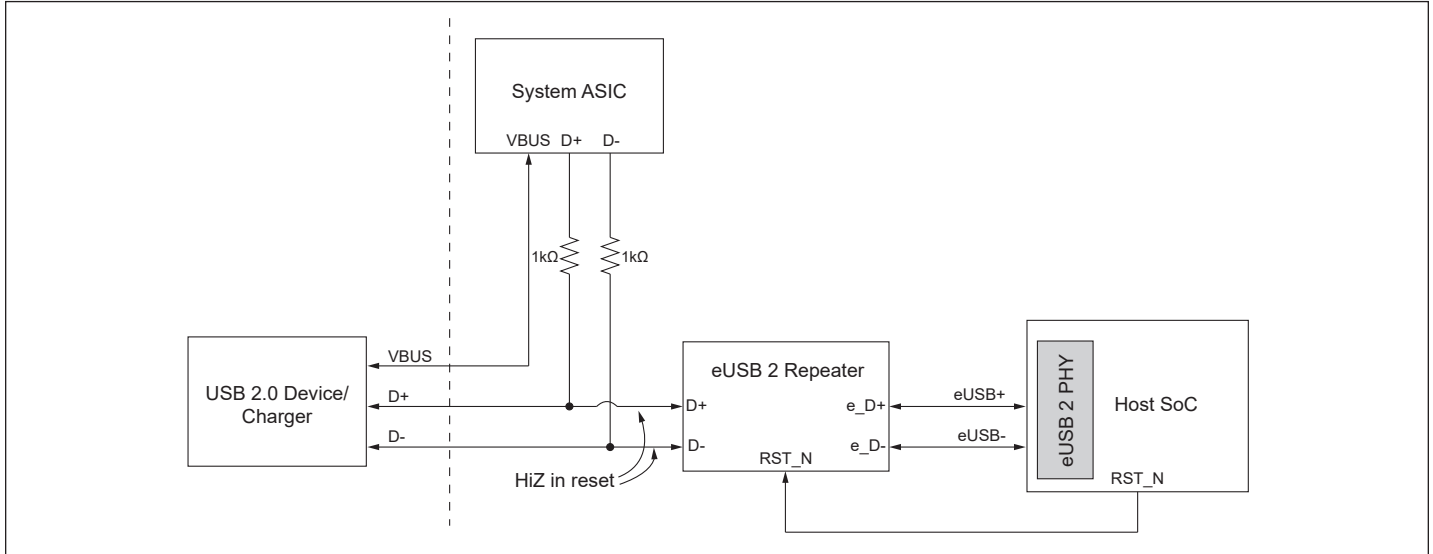 System ASIC
VBUS D+ D-
1kΩ 1kΩ
USB 2.0 Device/
Charger
VBUS
D+
D-
HiZ in reset
eUSB 2 Repeater
D+
D-
e_D+
e_D-
RST_N
eUSB+
eUSB-
eUSB 2 PHY
Host SoC
RST_N